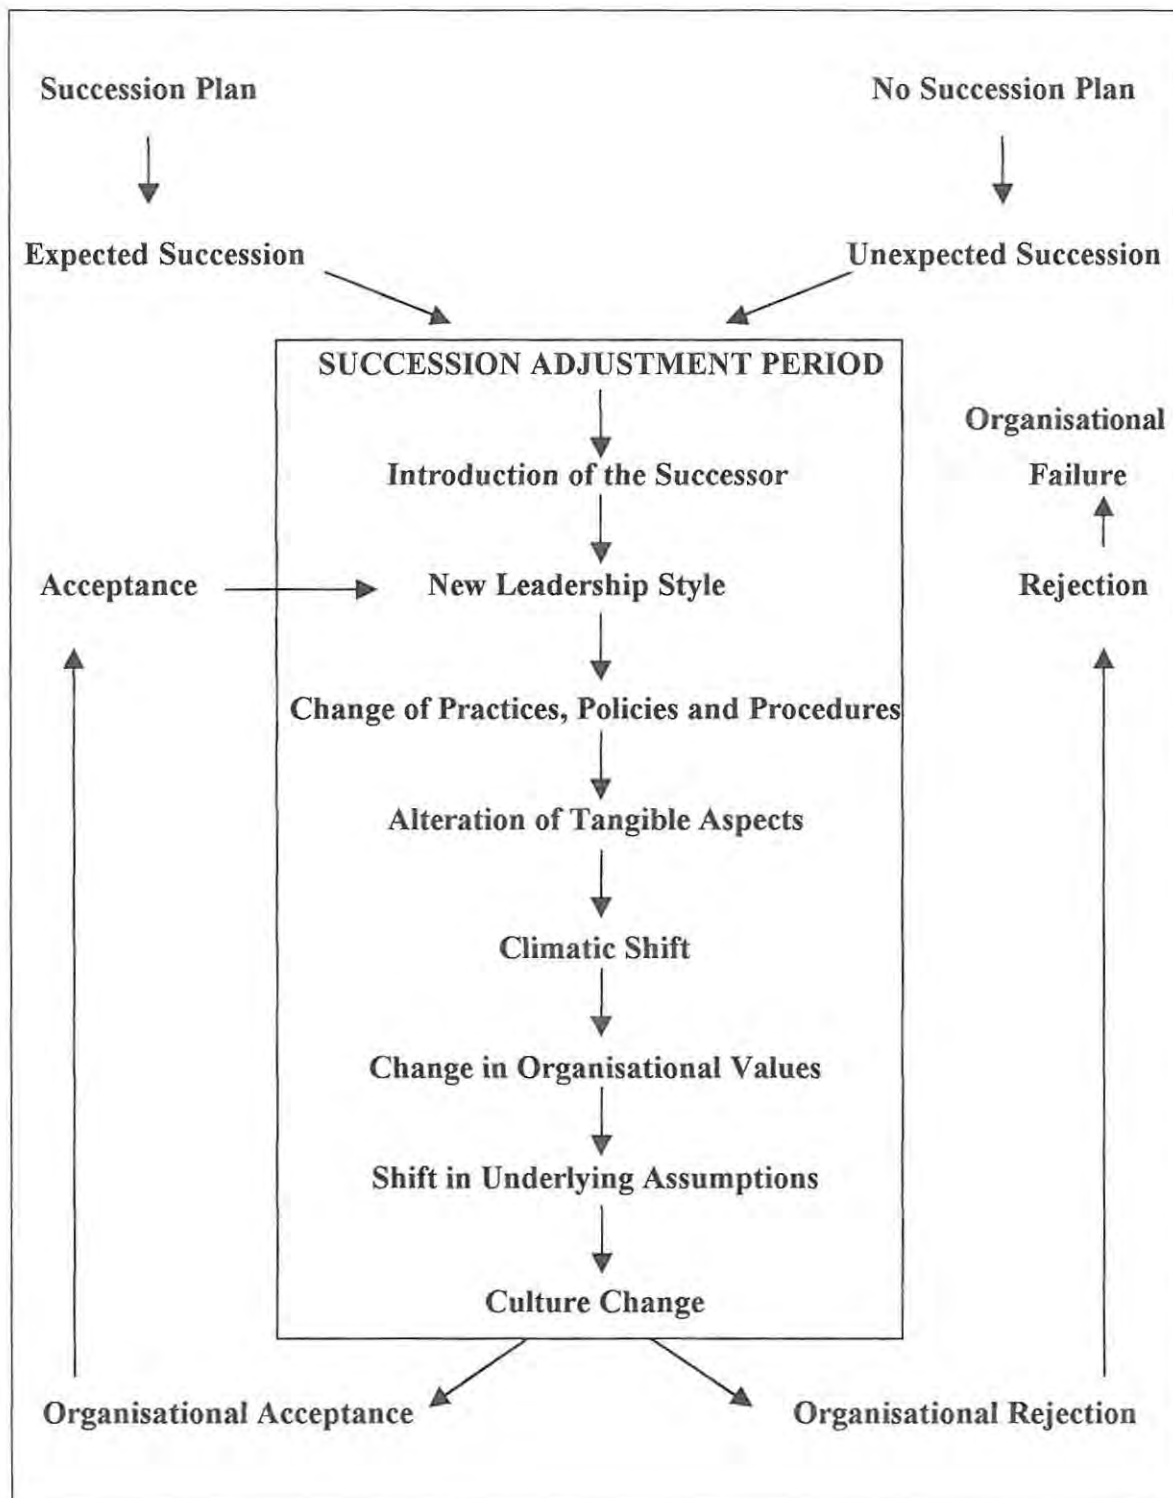 Succession Plan
No Succession Plan
Expected Succession
Unexpected Succession
SUCCESSION ADJUSTMENT PERIOD
Organisational
Failure
Introduction of the Successor
Acceptance
New Leadership Style
Rejection
Change of Practices, Policies and Procedures
Alteration of Tangible Aspects
Climatic Shift
Change in Organisational Values
Shift in Underlying Assumptions
Culture Change
Organisational Acceptance
Organisational Rejection